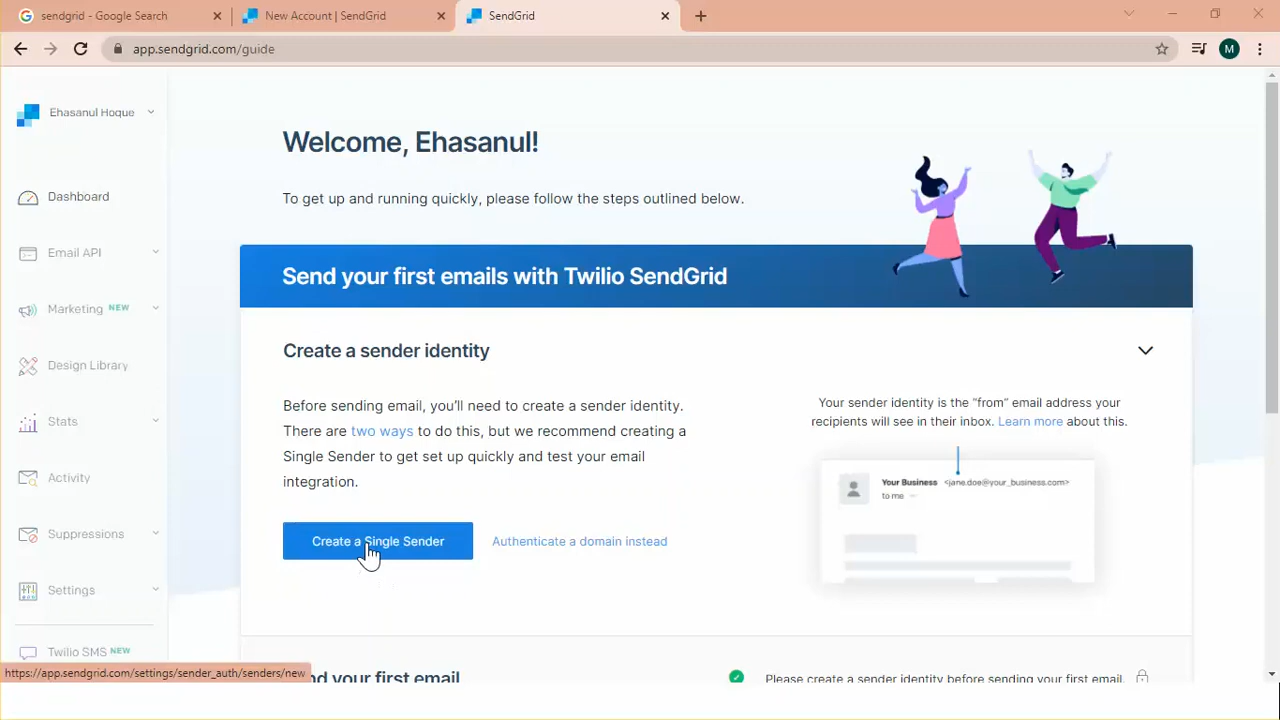 sendgrid - Google Search
New Account | SendGrid
SendGrid
app.sendgrid.com/guide
M
Ehasanul Hoque
Dashboard
Email API
Marketing NEW
Design Library
Stats
Activity
Suppressions
Settings
Twilio SMS NEW
Welcome, Ehasanul!
To get up and running quickly, please follow the steps outlined below.
Send your first emails with Twilio SendGrid
Create a sender identity
Before sending email, you'll need to create a sender identity.
There are two ways to do this, but we recommend creating a
Single Sender to get set up quickly and test your email
integration.
Create a Single Sender
Authenticate a domain instead
Your sender identity is the "from" email address your
recipients will see in their inbox. Learn more about this.
Your Business <jane.doe@your_business.com>
to me
nd your first email
Please create a sender identity before sending your first email.
https://app.sendgrid.com/settings/sender_auth/senders/new